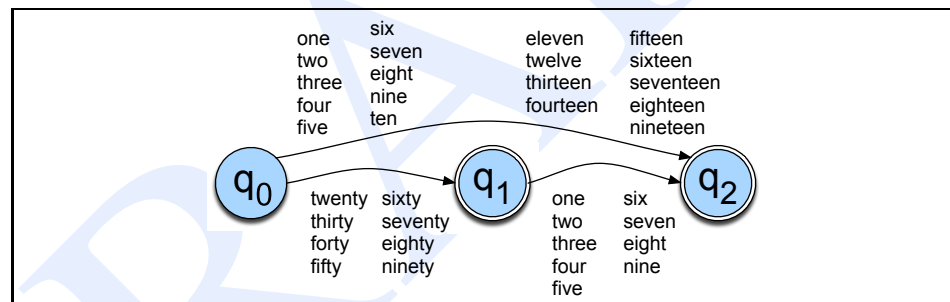 one six eleven fifteen
two seven twelve sixteen
three eight thirteen seventeen
four nine fourteen eighteen
five ten nineteen
q0 q1 q2
twenty sixty one six
thirty seventy two seven
forty eighty three eight
fifty ninety four nine
five